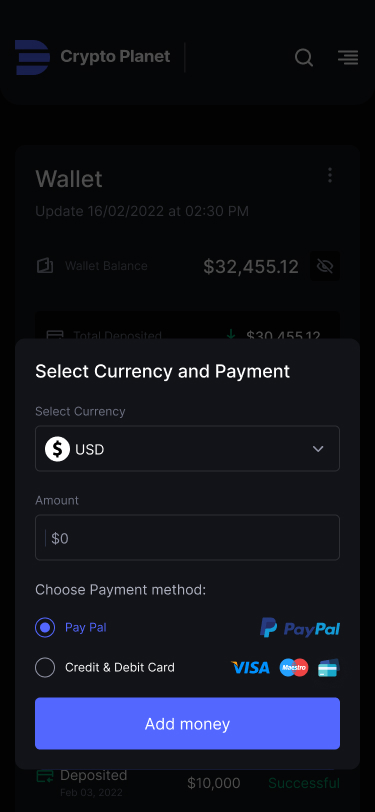 Crypto Planet
Wallet
Update 16/02/2022 at 02:30 PM
Wallet Balance
$32,455.12
Total Deposited
$30,455.12
Select Currency and Payment
Select Currency
$ USD
Amount
$0
Choose Payment method:
Pay Pal
PayPal
Credit & Debit Card
VISA
Maestro
Add money
Deposited
Feb 03, 2022
$10,000
Successful